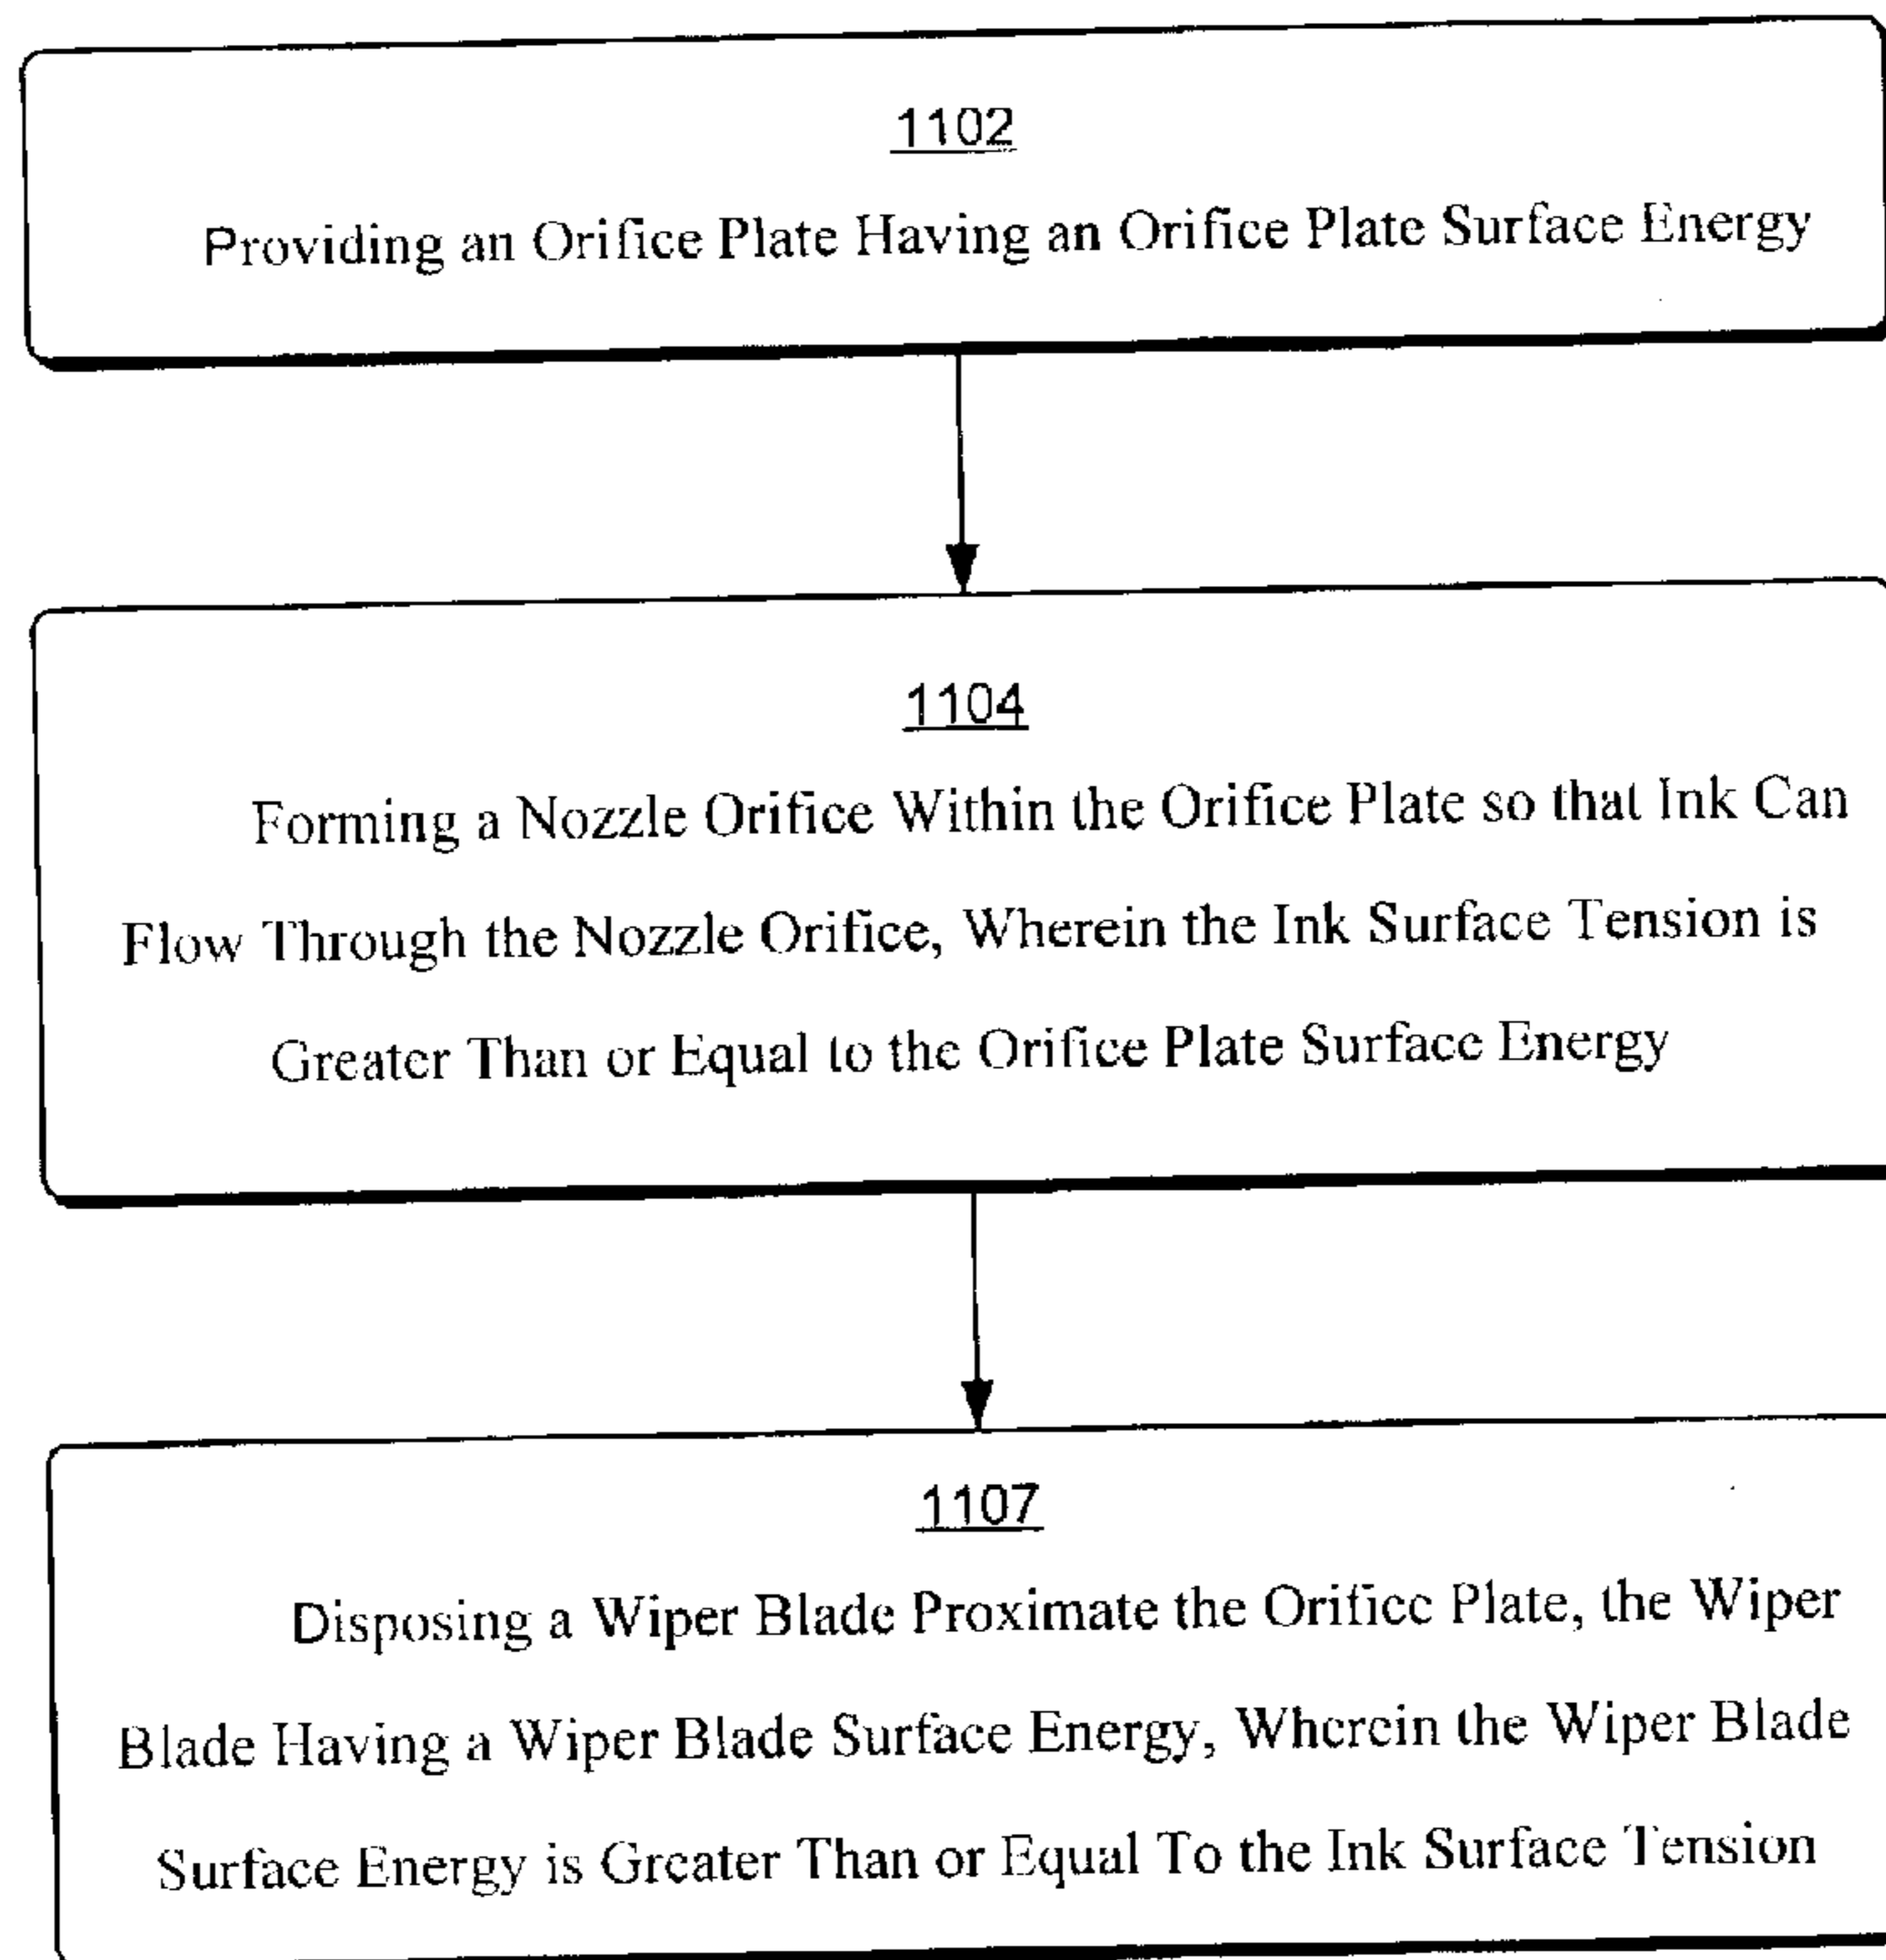 1102
Providing an Orifice Plate Having an Orifice Plate Surface Energy
1104
Forming a Nozzle Orifice Within the Orifice Plate so that Ink Can
Flow Through the Nozzle Orifice, Wherein the Ink Surface Tension is
Greater Than or Equal to the Orifice Plate Surface Energy
1107
Disposing a Wiper Blade Proximate the Orifice Plate, the Wiper
Blade Having a Wiper Blade Surface Energy, Wherein the Wiper Blade
Surface Energy is Greater Than or Equal To the Ink Surface Tension